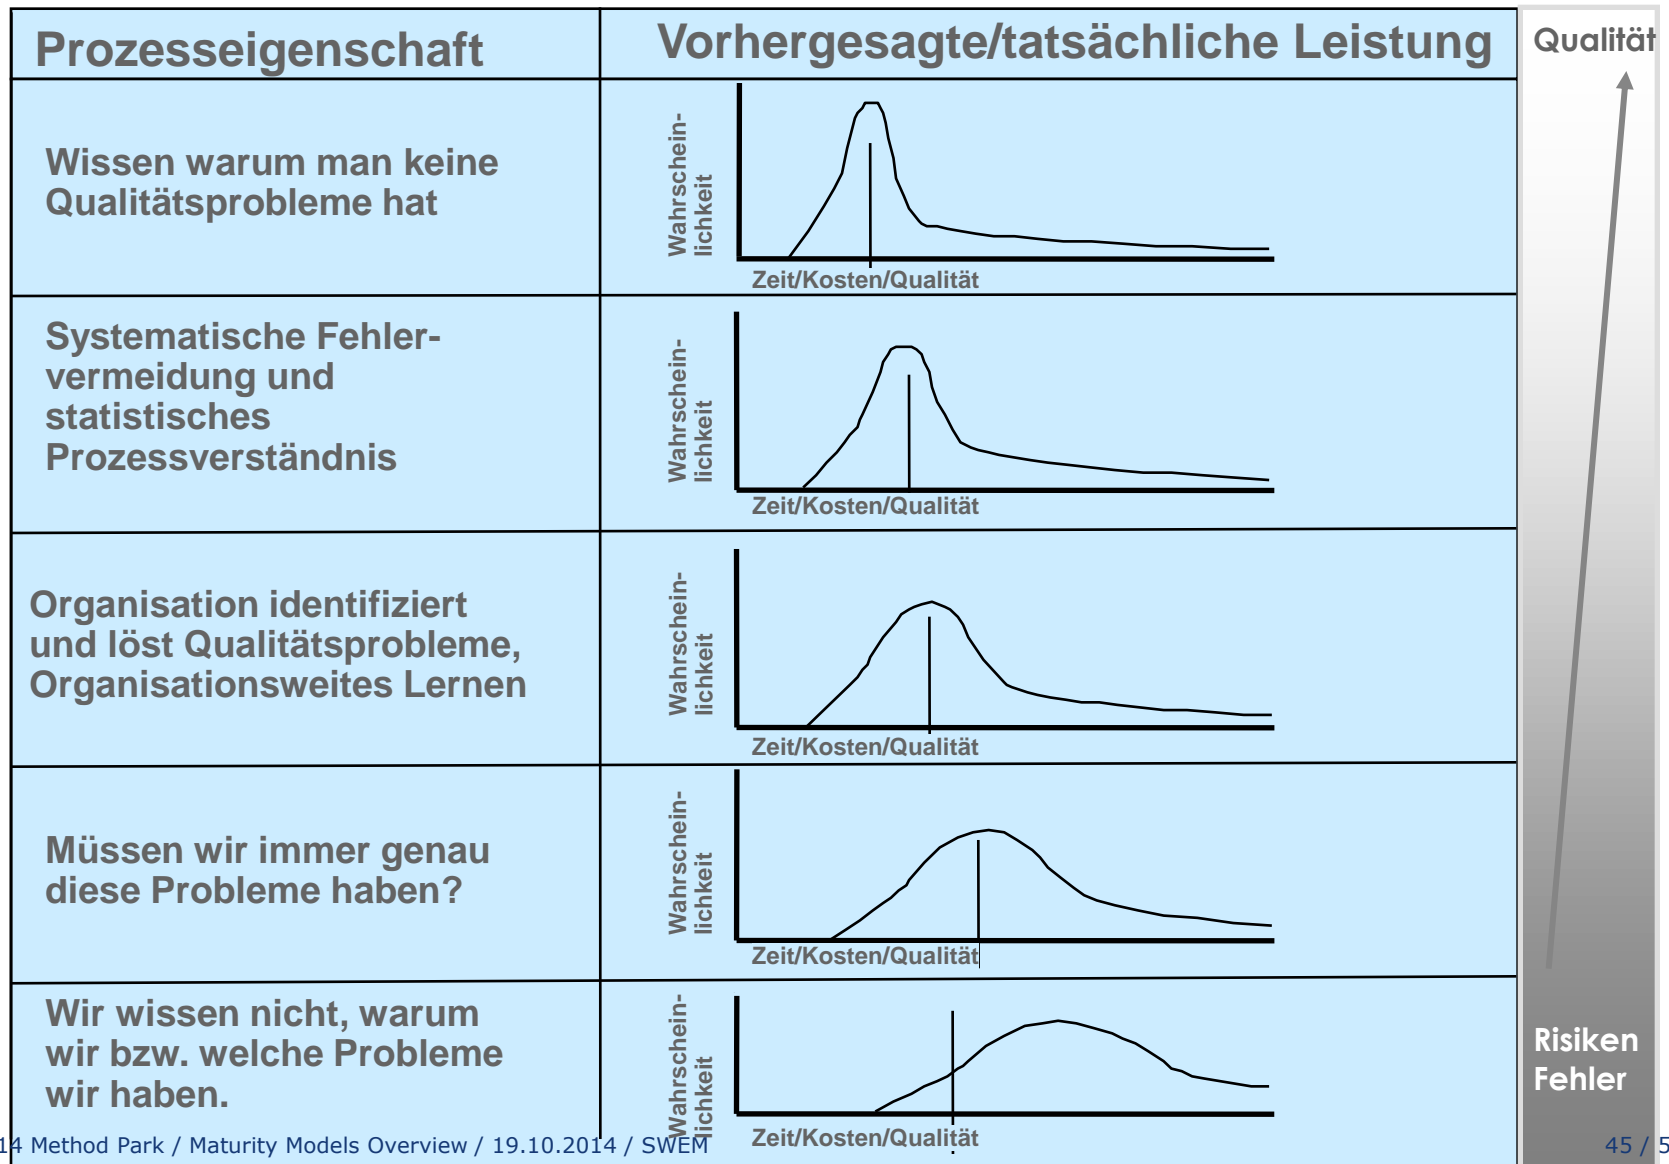 Prozesseigenschaft
Vorhergesagte/tatsächliche Leistung
Qualität
Wissen warum man keine
Qualitätsprobleme hat
Wahrschein-
lichkeit
Zeit/Kosten/Qualität
Systematische Fehler-
vermeidung und
statistisches
Prozessverständnis
Wahrschein-
lichkeit
Zeit/Kosten/Qualität
Organisation identifiziert
und löst Qualitätsprobleme,
Organisationsweites Lernen
Wahrschein-
lichkeit
Zeit/Kosten/Qualität
Müssen wir immer genau
diese Probleme haben?
Wahrschein-
lichkeit
Zeit/Kosten/Qualität
Wir wissen nicht, warum
wir bzw. welche Probleme
wir haben.
Wahrschein-
lichkeit
Zeit/Kosten/Qualität
Risiken
Fehler
14 Method Park / Maturity Models Overview / 19.10.2014 / SWEM
45 / 5